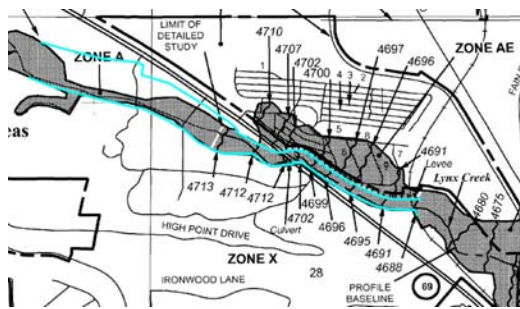 LIMIT OF
DETAILED
STUDY
4710
4707
4702
4700
4697
4696
ZONE A
ZONE AE
1
4
3
2
5
6
8
7
eas
4691
Levee
Lynx Creek
4680
4675
4713
4712
4712
4702
Culvert
4699
4696
4695
4691
4688
HIGH POINT DRIVE
ZONE X
28
IRONWOOD LANE
PROFILE
BASELINE
69